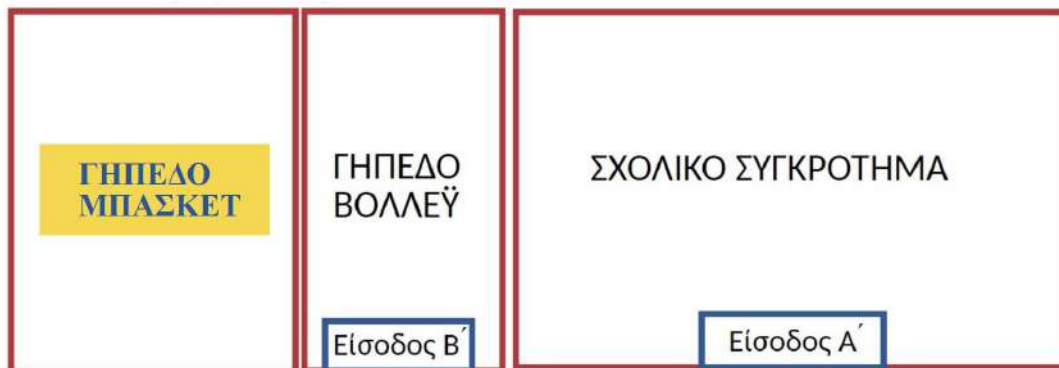 ΓΗΠΕΔΟ
ΜΠΑΣΚΕΤ
ΓΗΠΕΔΟ
ΒΟΛΛΕΫ
ΣΧΟΛΙΚΟ ΣΥΓΚΡΟΤΗΜΑ
Είσοδος Β΄
Είσοδος Α΄